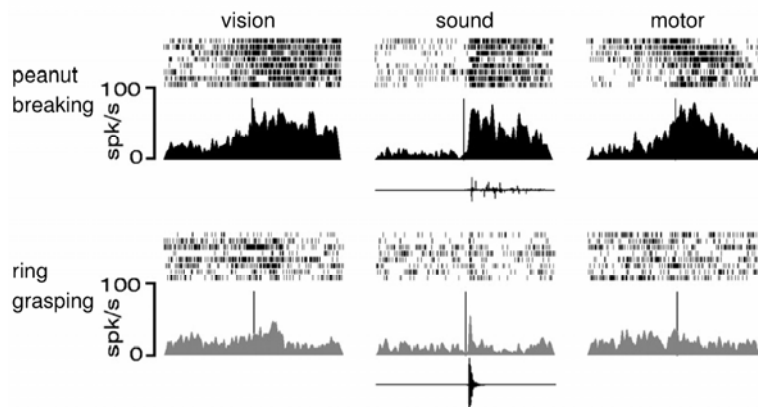 vision sound motor
peanut
breaking
100
spk/s
0
ring
grasping
100
spk/s
0